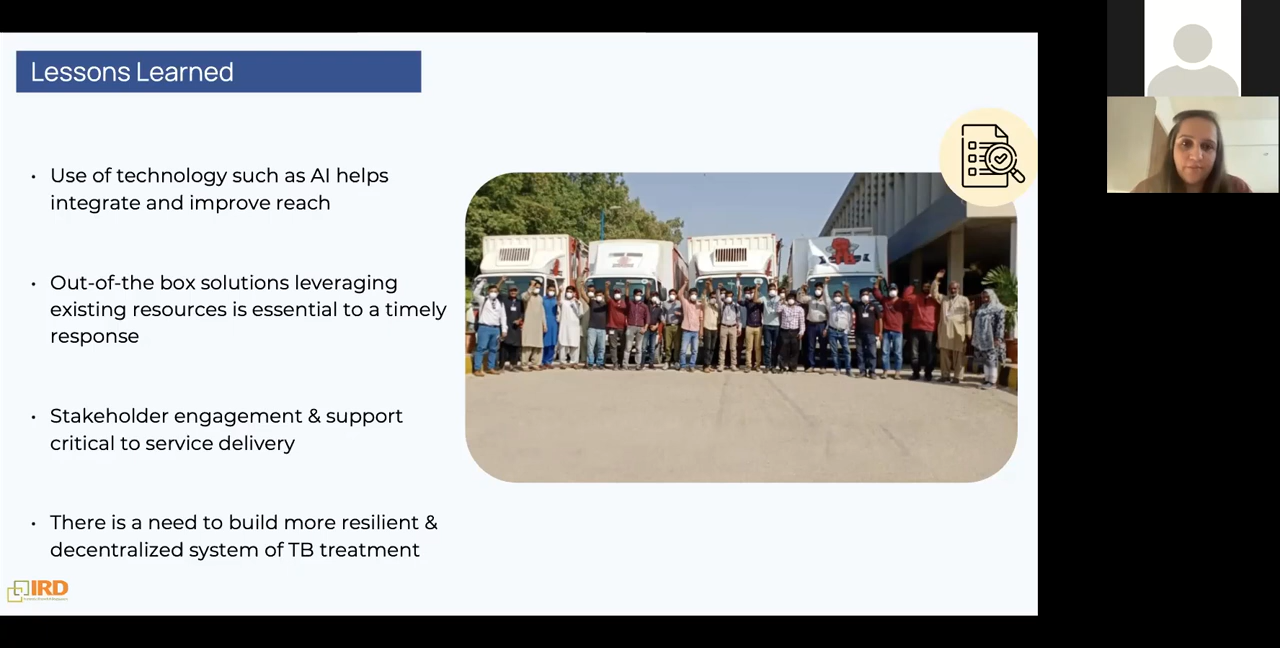 Lessons Learned
• Use of technology such as AI helps
integrate and improve reach
• Out-of-the box solutions leveraging
existing resources is essential to a timely
response
• Stakeholder engagement & support
critical to service delivery
• There is a need to build more resilient &
decentralized system of TB treatment
IRD